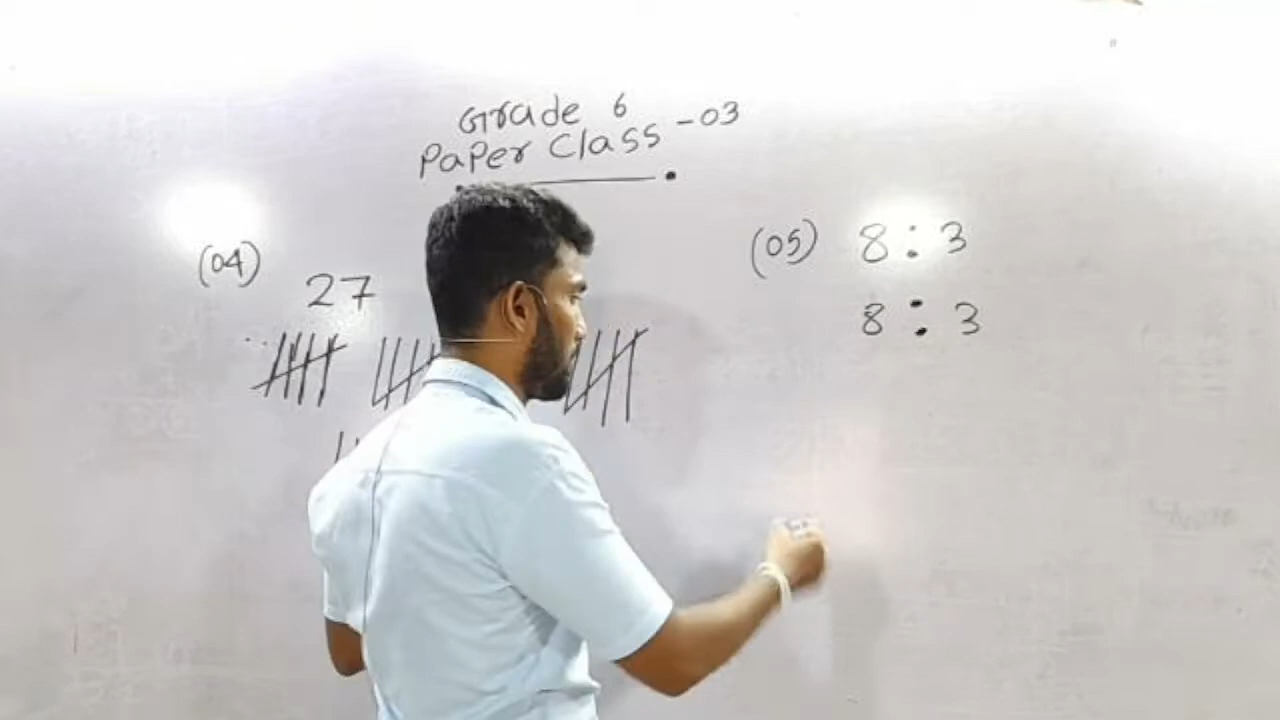 Grade 6
Paper Class - 03
(04)
27
(05) 8 : 3
8 : 3